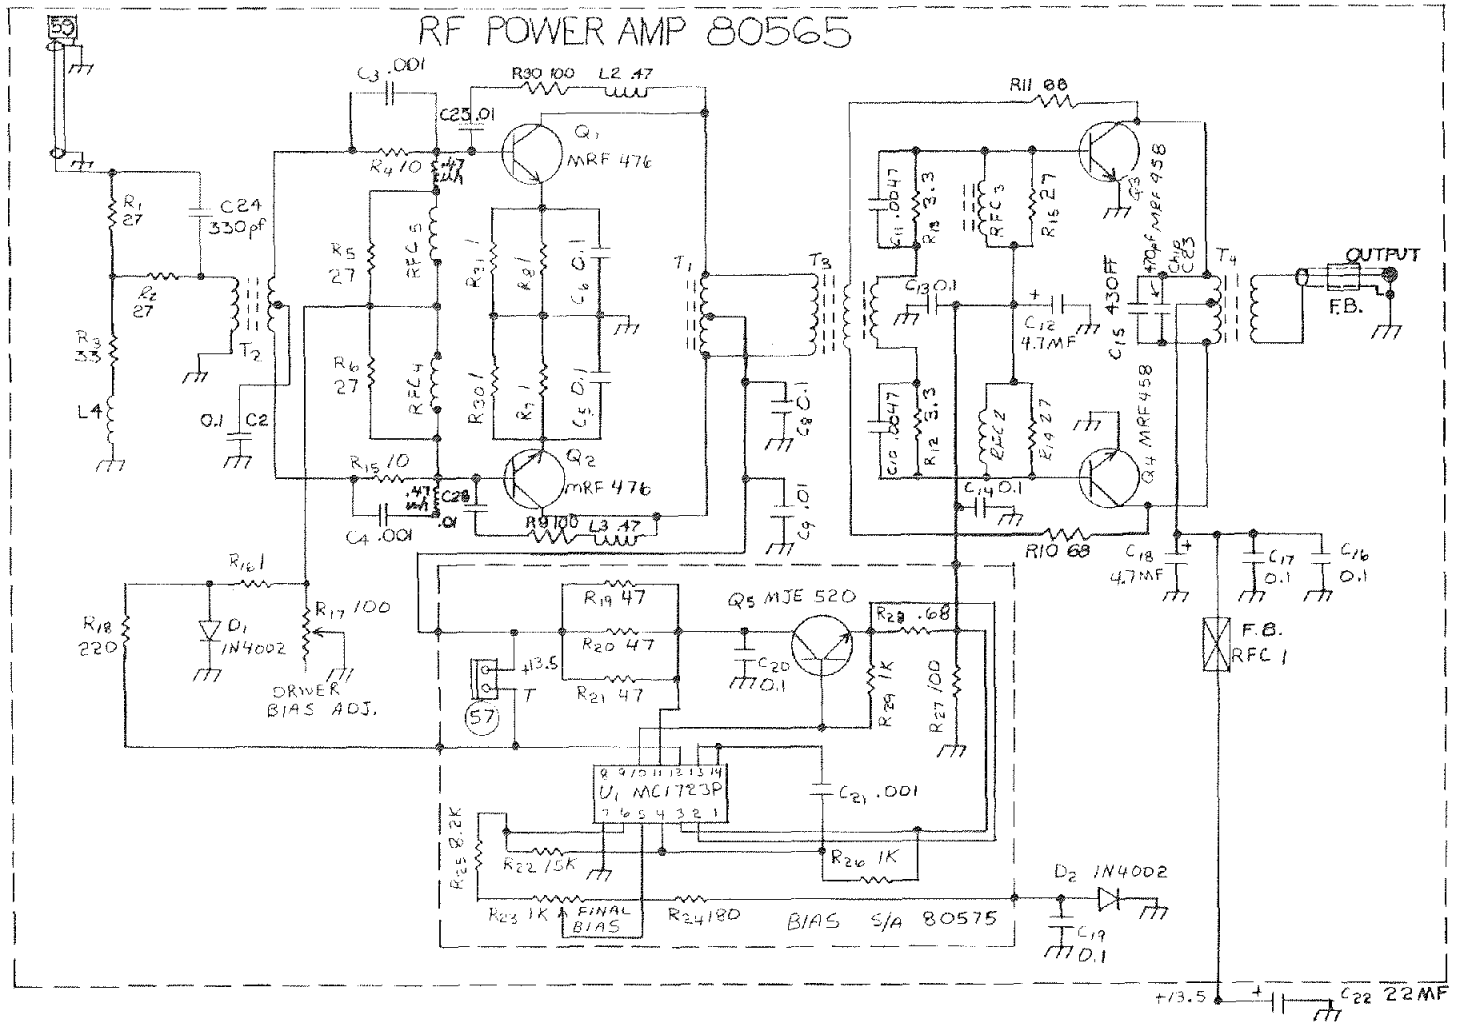 59
RF POWER AMP 80565
C3 .001
R30 100
L2 .47
R11 68
C25 .01
Q1
MRF 476
R4 10
.47
R1
27
C24
330pf
R2
27
R3
33
L4
T2
0.1 C2
R5
27
RFC5
R6
27
RFC4
R31 1
R8 1
C6 0.1
R30 1
R7 1
C5 0.1
R15 10
.47
C4 .001
C28
.01
Q2
MRF 476
R9 100
L3 .47
T1
T3
C8 0.1
C9 .01
C11 .0047
R13 3.3
RFC3
R15 27
Q3 MRF 458
C13 0.1
C12
4.7MF
C15 430FF
470pf
Chip
C23
T4
OUTPUT
F.B.
C10 .0047
R12 3.3
RFC2
R14 27
C14 0.1
Q4 MRF458
R10 68
C18
4.7MF
C17
0.1
C16
0.1
F.B.
RFC 1
R16 1
R18
220
D1
1N4002
R17 100
DRIVER
BIAS ADJ.
R19 47
R20 47
R21 47
+13.5
T
57
Q5 MJE 520
C20
0.1
R28 .68
R29 1K
R27 100
8 9 10 11 12 13 14
U1 MC1723P
7 6 5 4 3 2 1
C21 .001
R25 8.2K
R22 15K
R26 1K
R23 1K
FINAL
BIAS
R24 180
BIAS S/A 80575
D2 1N4002
C19
0.1
+13.5
C22 22MF